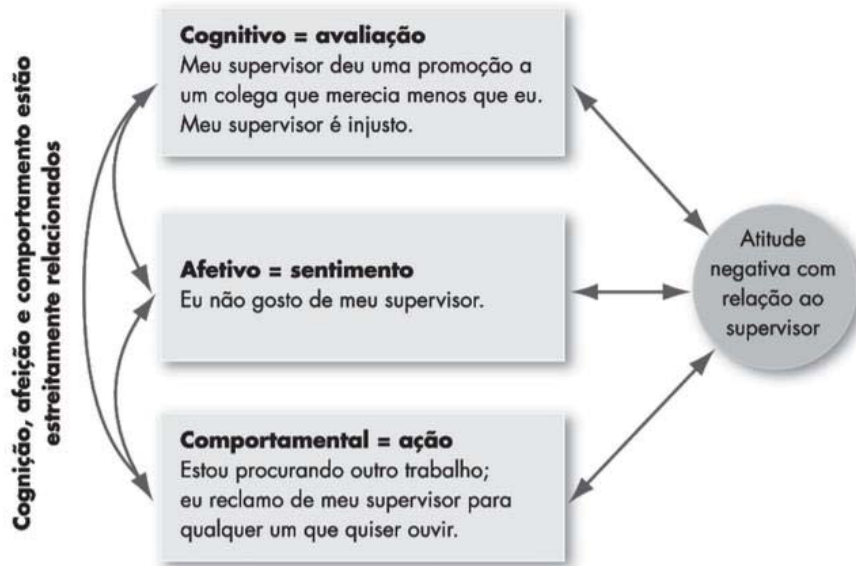 Cognição, afeição e comportamento estão
estreitamente relacionados
Cognitivo = avaliação
Meu supervisor deu uma promoção a
um colega que merecia menos que eu.
Meu supervisor é injusto.
Afetivo = sentimento
Eu não gosto de meu supervisor.
Comportamental = ação
Estou procurando outro trabalho;
eu reclamo de meu supervisor para
qualquer um que quiser ouvir.
Atitude
negativa com
relação ao
supervisor